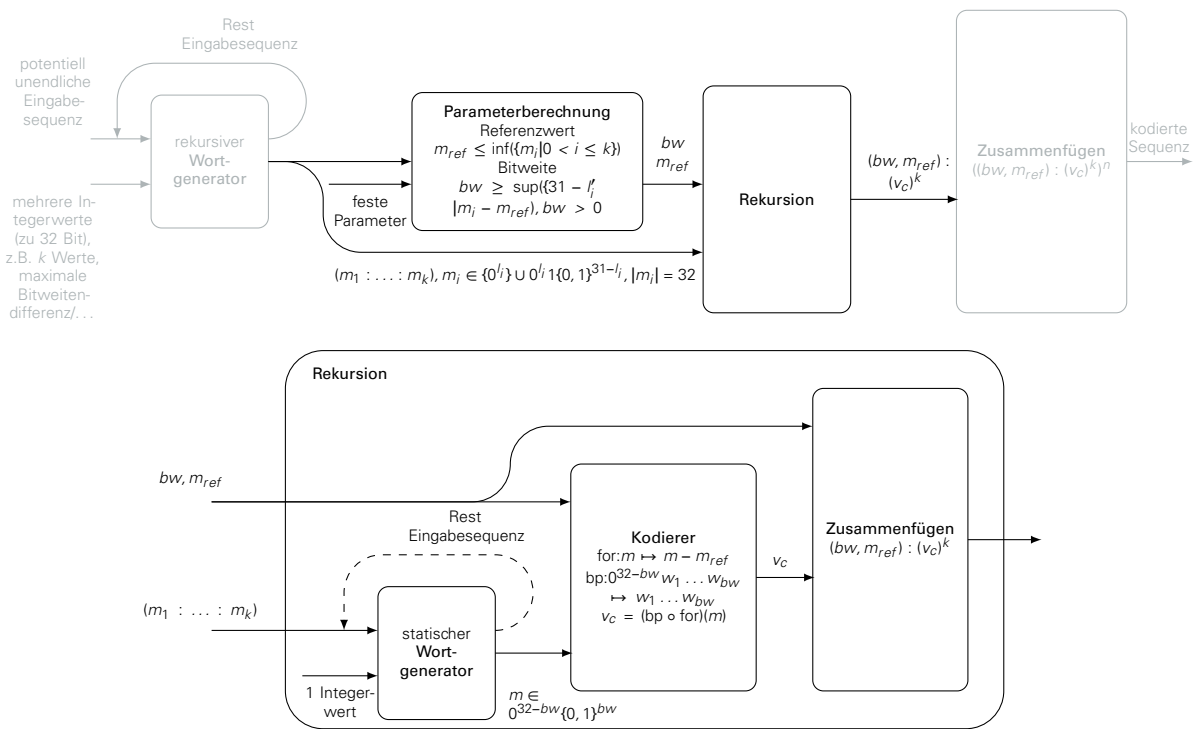 Rest
Eingabesequenz
potentiell
unendliche
Eingabe-
sequenz
rekursiver
Wort-
generator
mehrere In-
tegerwerte
(zu 32 Bit),
z.B. k Werte,
maximale
Bitweiten-
differenz/...
Parameterberechnung
Referenzwert
m_ref ≤ inf({m_i|0 < i ≤ k})
Bitweite
bw ≥ sup({31 − l'_i
|m_i − m_ref), bw > 0
feste
Parameter
bw
m_ref
(m_1 : ... : m_k), m_i ∈ {0^{l_i}} ∪ 0^{l_i}1{0, 1}^{31−l_i}, |m_i| = 32
Rekursion
(bw, m_ref) :
(v_c)^k
Zusammenfügen
((bw, m_ref) : (v_c)^k)^n
kodierte
Sequenz
Rekursion
bw, m_ref
Rest
Eingabesequenz
(m_1 : ... : m_k)
statischer
Wort-
generator
1 Integer-
wert
m ∈
0^{32−bw}{0, 1}^{bw}
Kodierer
for:m ↦ m − m_ref
bp:0^{32−bw}w_1 ... w_bw
↦ w_1 ... w_bw
v_c = (bp ∘ for)(m)
v_c
Zusammenfügen
(bw, m_ref) : (v_c)^k